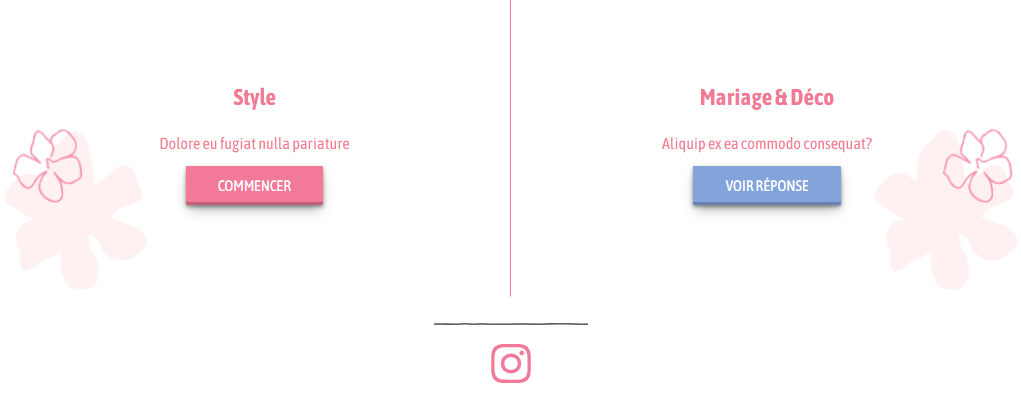 Style
Dolore eu fugiat nulla pariature
COMMENCER
Mariage & Déco
Aliquip ex ea commodo consequat?
VOIR RÉPONSE